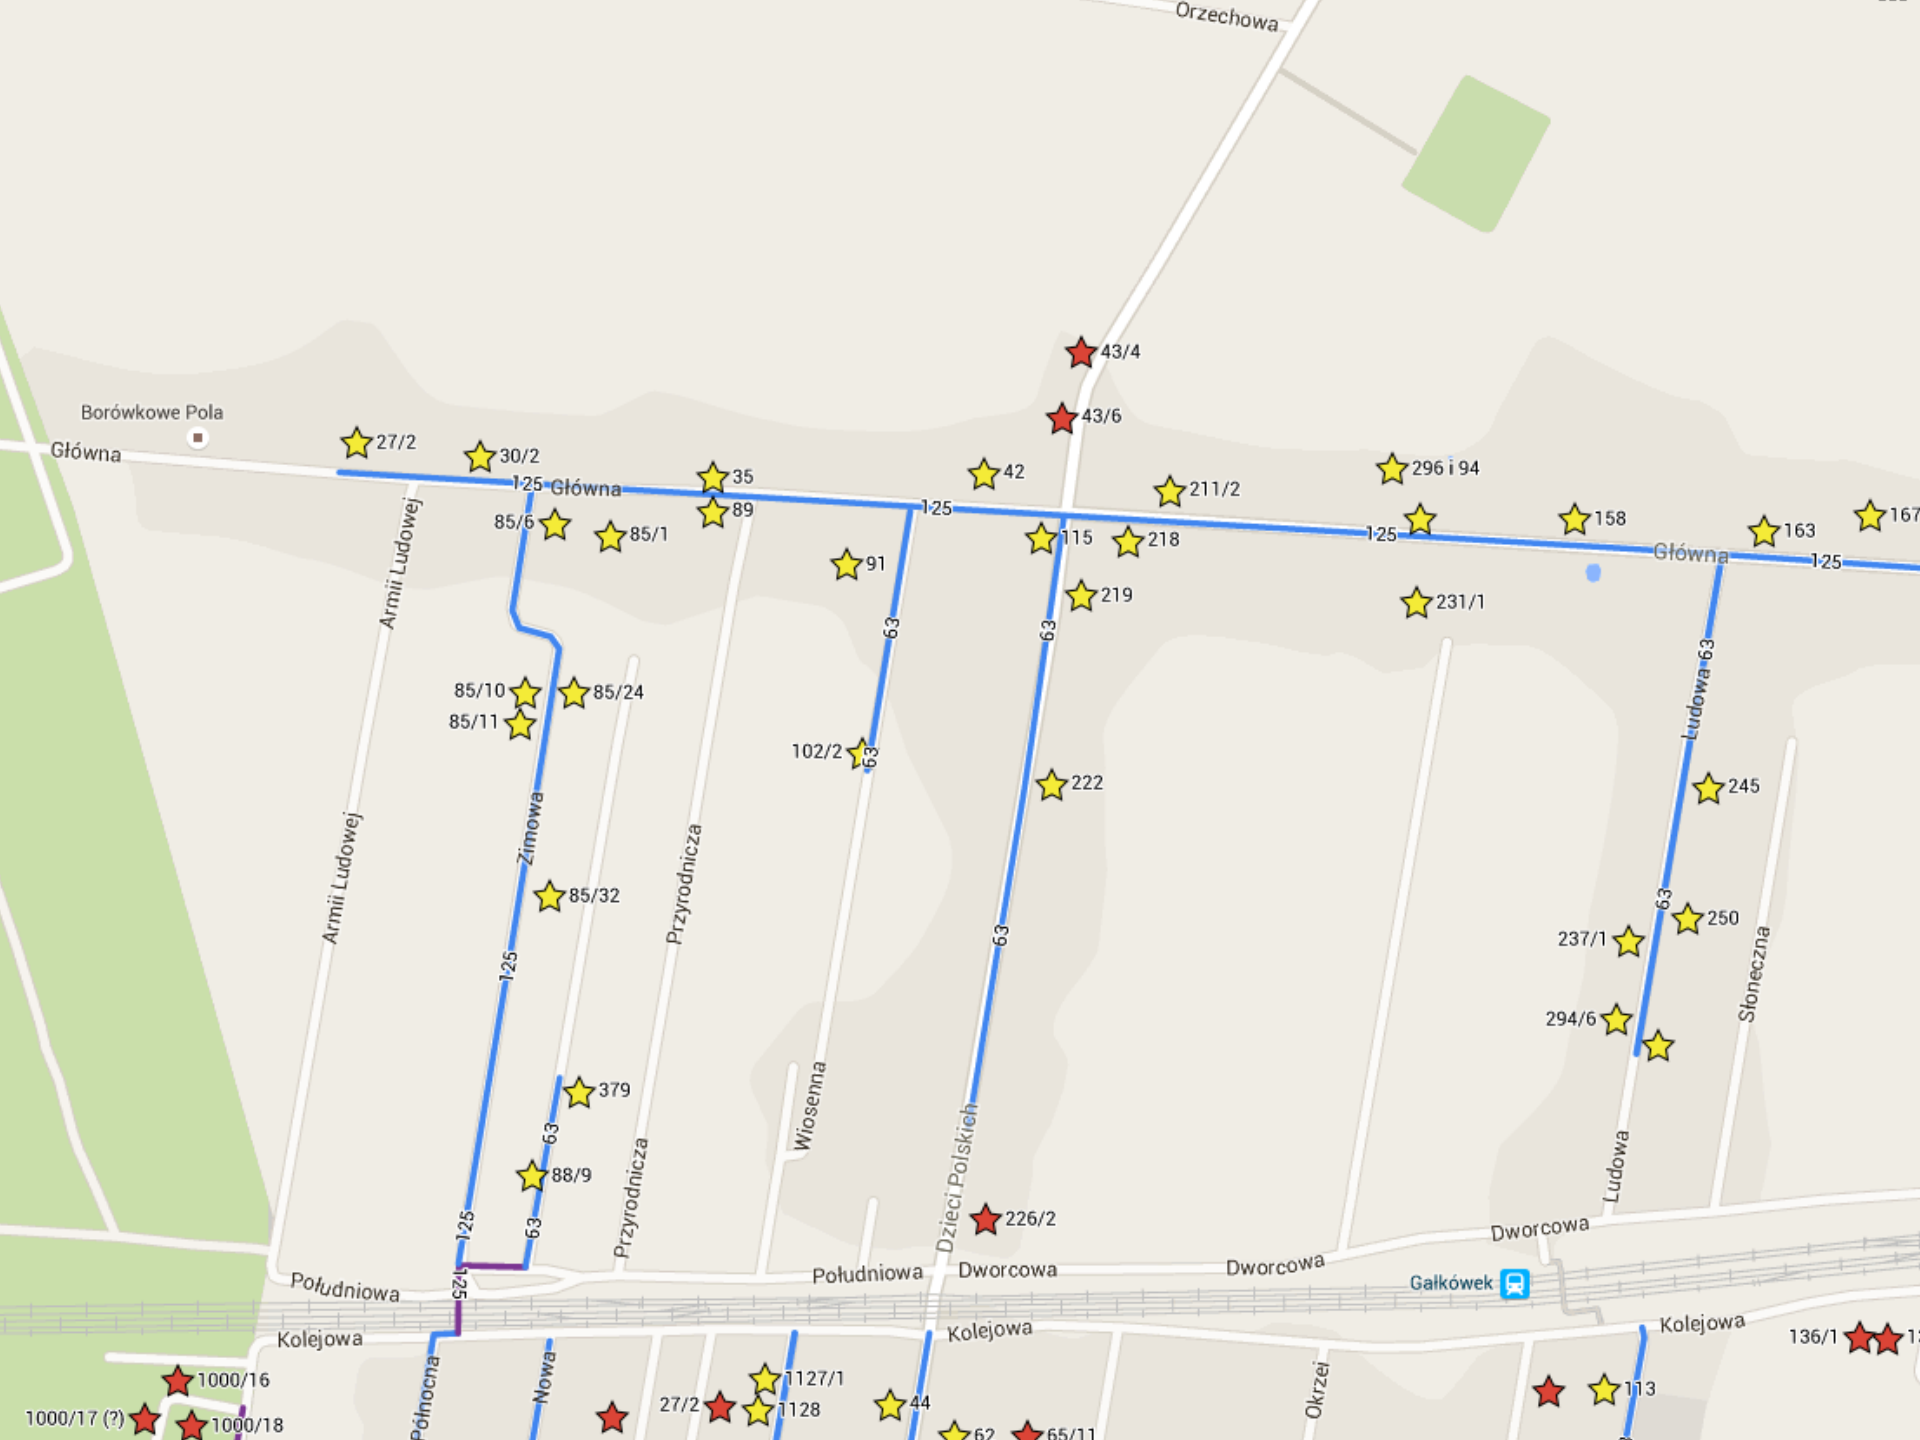 Orzechowa
43/4
Borówkowe Pola
43/6
Główna
27/2
30/2
125
Główna
35
42
211/2
296 i 94
85/6
85/1
89
125
115
218
125
158
163
167
Główna
125
91
219
231/1
Armii Ludowej
63
63
63
Ludowa
85/10
85/24
85/11
102/2
63
222
245
Zimowa
Armii Ludowej
Przyrodnicza
85/32
63
250
125
63
237/1
Słoneczna
294/6
379
63
Wiosenna
88/9
Dzieci Polskich
Ludowa
125
63
Przyrodnicza
226/2
Dworcowa
125
Południowa
Południowa
Dworcowa
Dworcowa
Gałkówek
Kolejowa
Kolejowa
Kolejowa
136/1
1000/16
Północna
Nowa
1127/1
Okrzei
113
1000/17 (?)
1000/18
27/2
1128
44
62
65/11